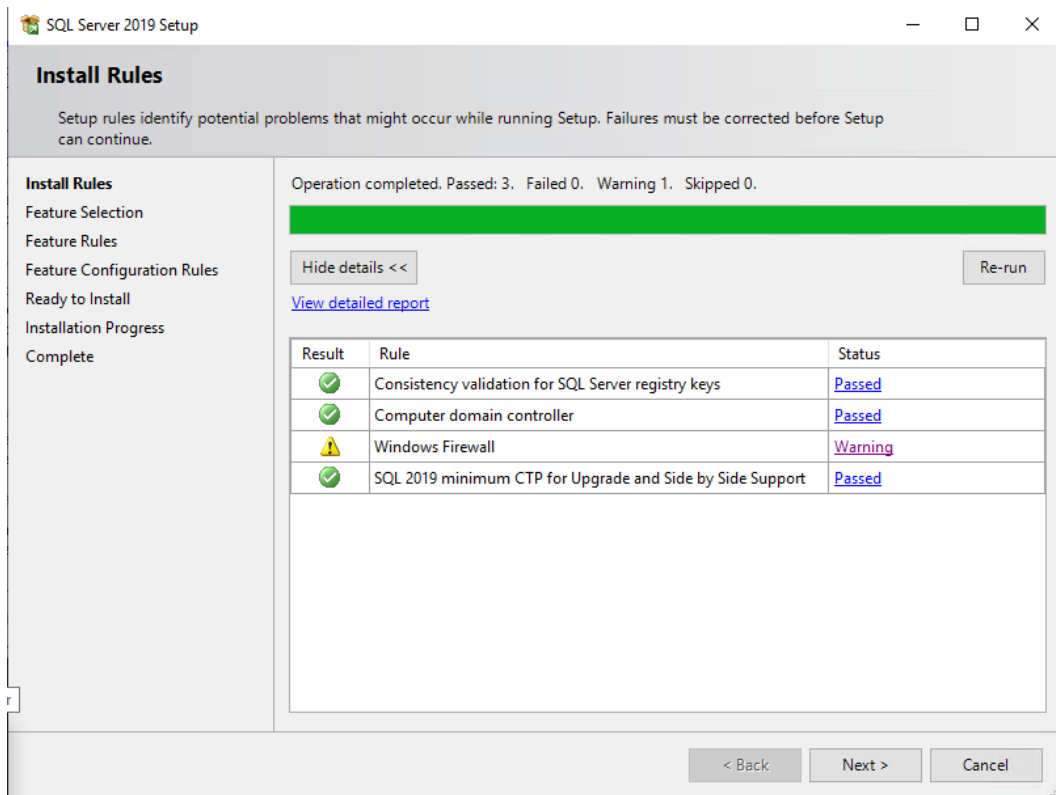 SQL Server 2019 Setup
Install Rules
Setup rules identify potential problems that might occur while running Setup. Failures must be corrected before Setup
can continue.
Install Rules
Feature Selection
Feature Rules
Feature Configuration Rules
Ready to Install
Installation Progress
Complete
Operation completed. Passed: 3.   Failed 0.   Warning 1.   Skipped 0.
Hide details <<
Re-run
View detailed report
Result Rule Status
Consistency validation for SQL Server registry keys Passed
Computer domain controller Passed
Windows Firewall Warning
SQL 2019 minimum CTP for Upgrade and Side by Side Support Passed
r
< Back Next > Cancel